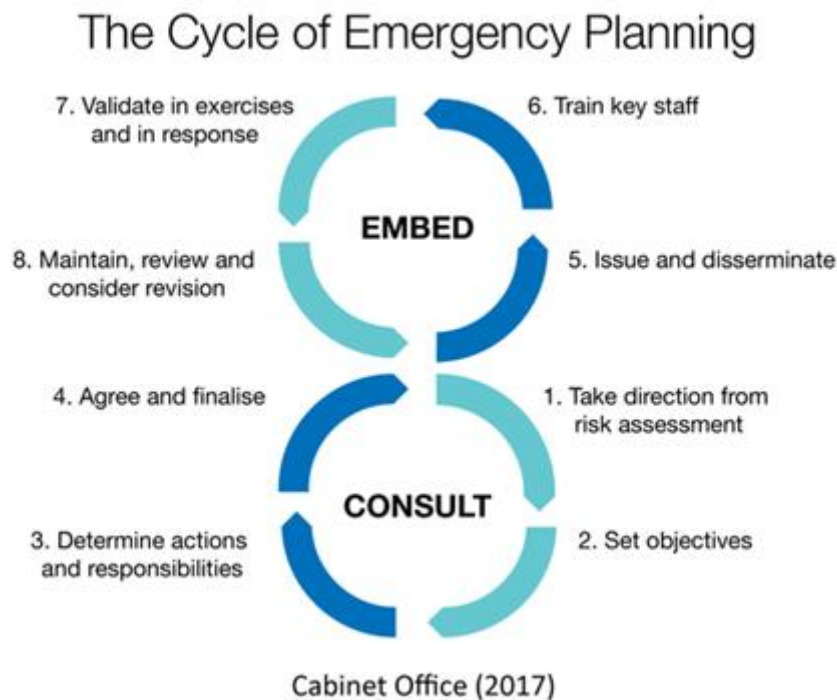 The Cycle of Emergency Planning
7. Validate in exercises
and in response
6. Train key staff
EMBED
8. Maintain, review and
consider revision
5. Issue and disserminate
4. Agree and finalise
1. Take direction from
risk assessment
CONSULT
3. Determine actions
and responsibilities
2. Set objectives
Cabinet Office (2017)